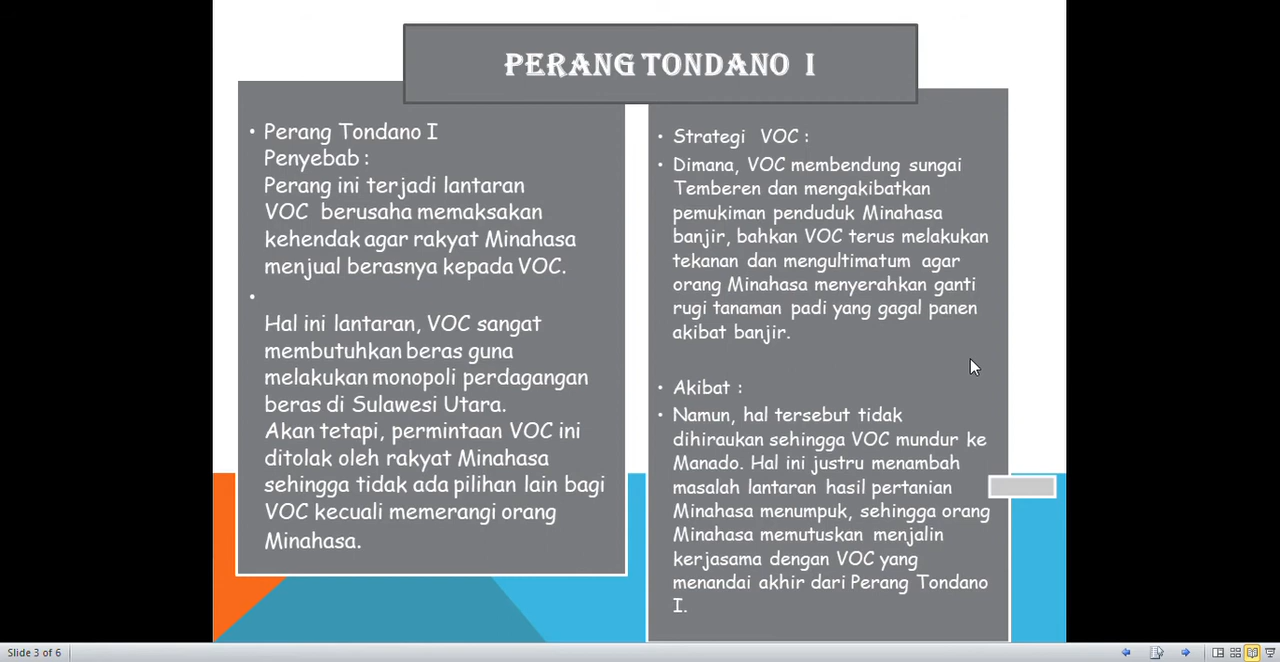 PERANG TONDANO I
• Perang Tondano I
Penyebab :
Perang ini terjadi lantaran
VOC berusaha memaksakan
kehendak agar rakyat Minahasa
menjual berasnya kepada VOC.
•
Hal ini lantaran, VOC sangat
membutuhkan beras guna
melakukan monopoli perdagangan
beras di Sulawesi Utara.
Akan tetapi, permintaan VOC ini
ditolak oleh rakyat Minahasa
sehingga tidak ada pilihan lain bagi
VOC kecuali memerangi orang
Minahasa.
• Strategi VOC :
• Dimana, VOC membendung sungai
Temberen dan mengakibatkan
pemukiman penduduk Minahasa
banjir, bahkan VOC terus melakukan
tekanan dan mengultimatum agar
orang Minahasa menyerahkan ganti
rugi tanaman padi yang gagal panen
akibat banjir.
• Akibat :
• Namun, hal tersebut tidak
dihiraukan sehingga VOC mundur ke
Manado. Hal ini justru menambah
masalah lantaran hasil pertanian
Minahasa menumpuk, sehingga orang
Minahasa memutuskan menjalin
kerjasama dengan VOC yang
menandai akhir dari Perang Tondano
I.
Slide 3 of 6